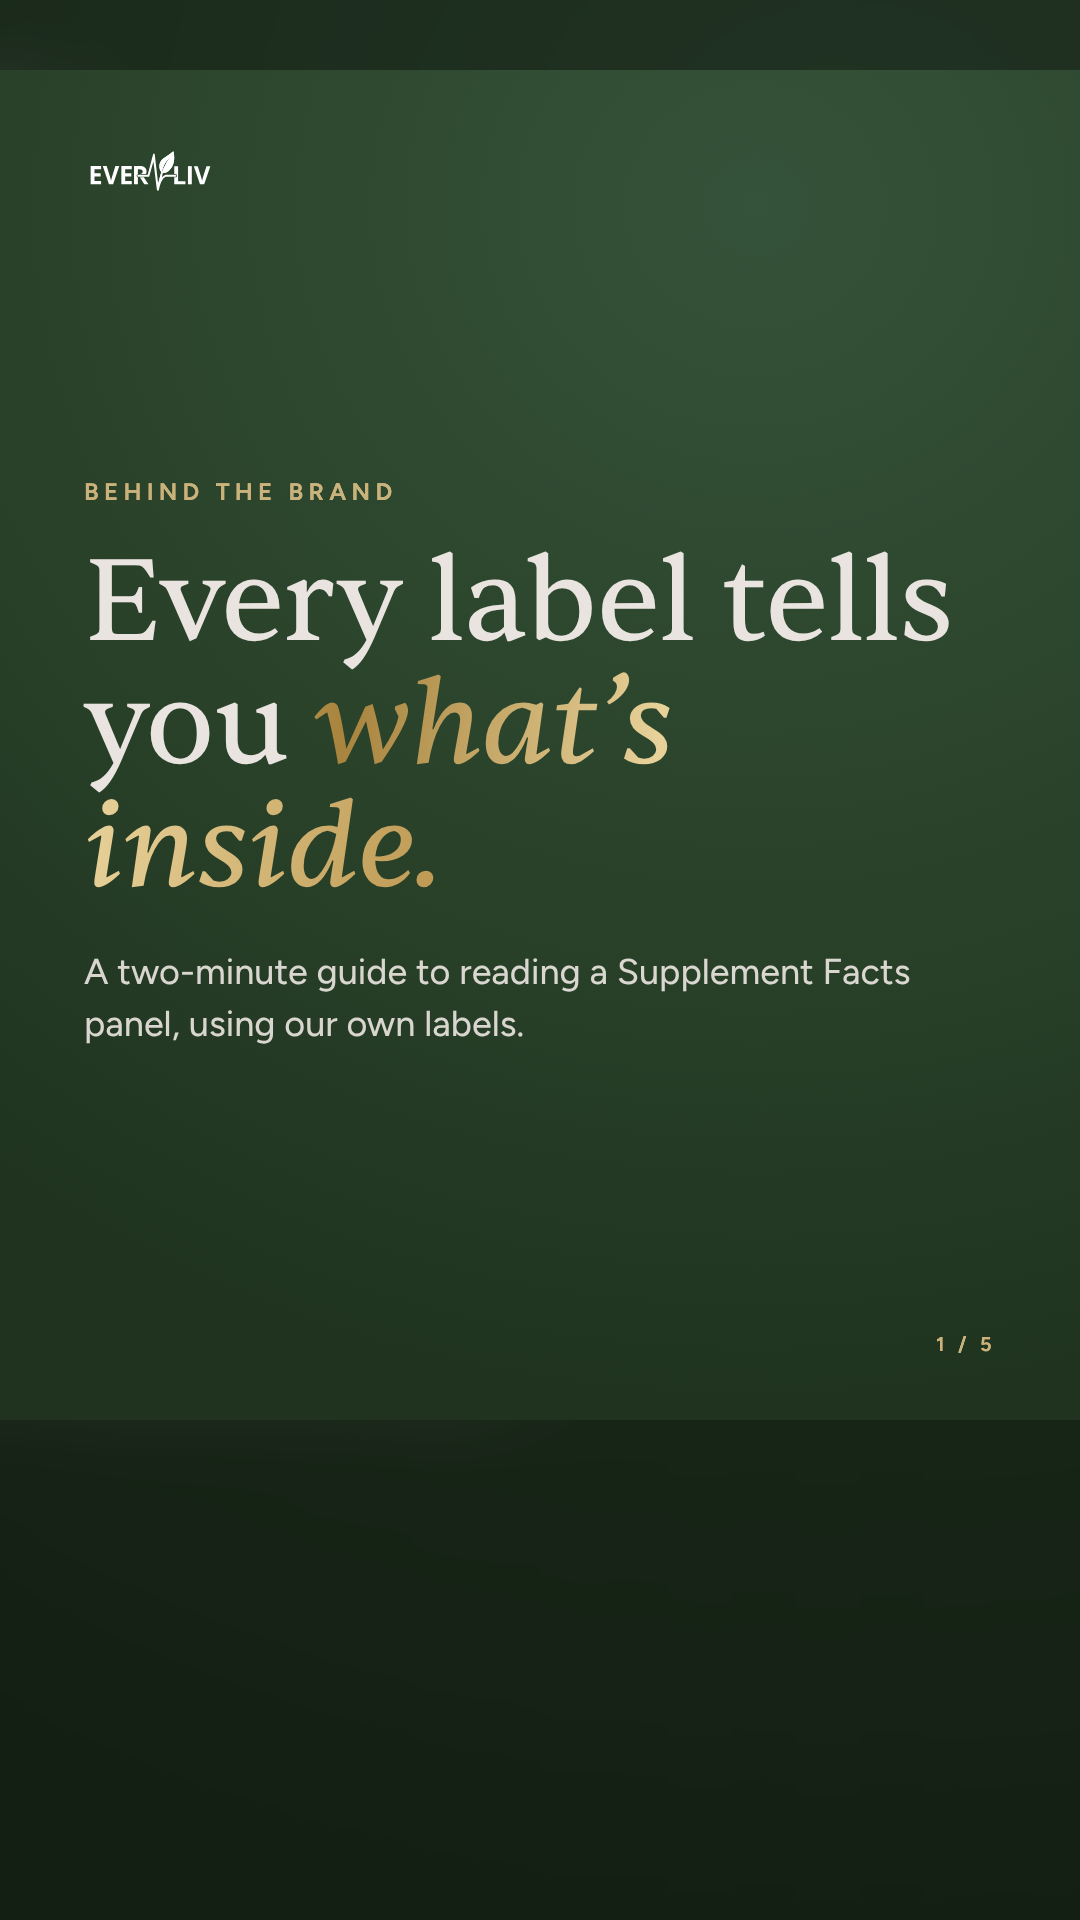 EVERLIV
BEHIND THE BRAND
Every label tells
you what’s
inside.
A two-minute guide to reading a Supplement Facts
panel, using our own labels.
1 / 5